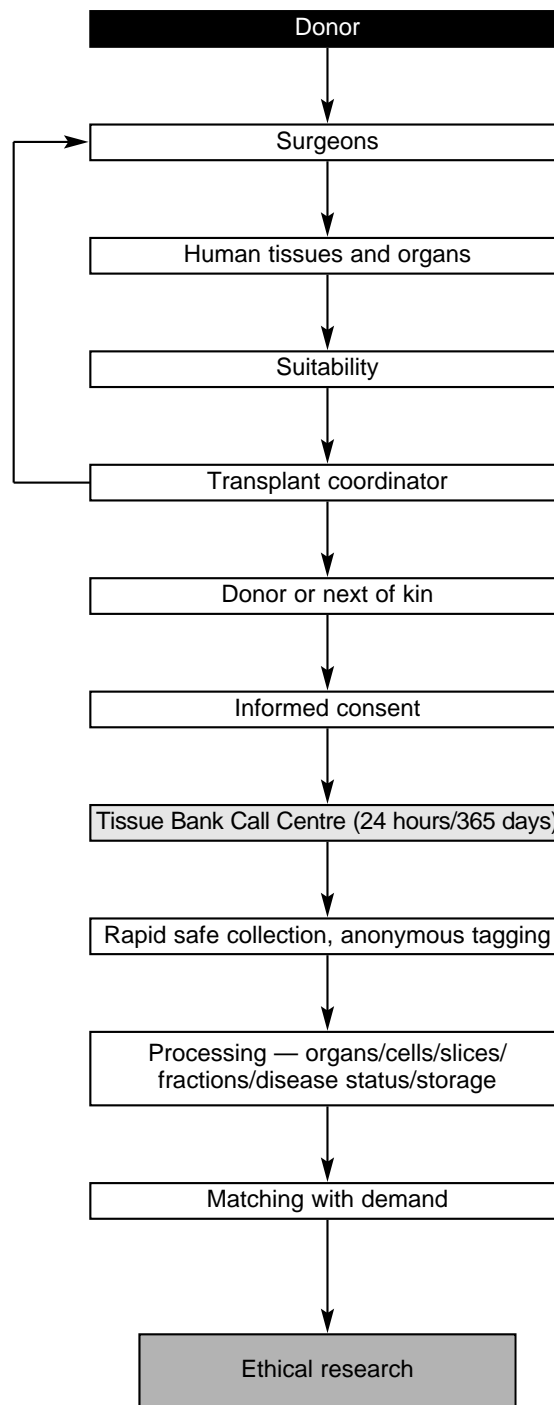 Donor
Surgeons
Human tissues and organs
Suitability
Transplant coordinator
Donor or next of kin
Informed consent
Tissue Bank Call Centre (24 hours/365 days)
Rapid safe collection, anonymous tagging
Processing — organs/cells/slices/
fractions/disease status/storage
Matching with demand
Ethical research